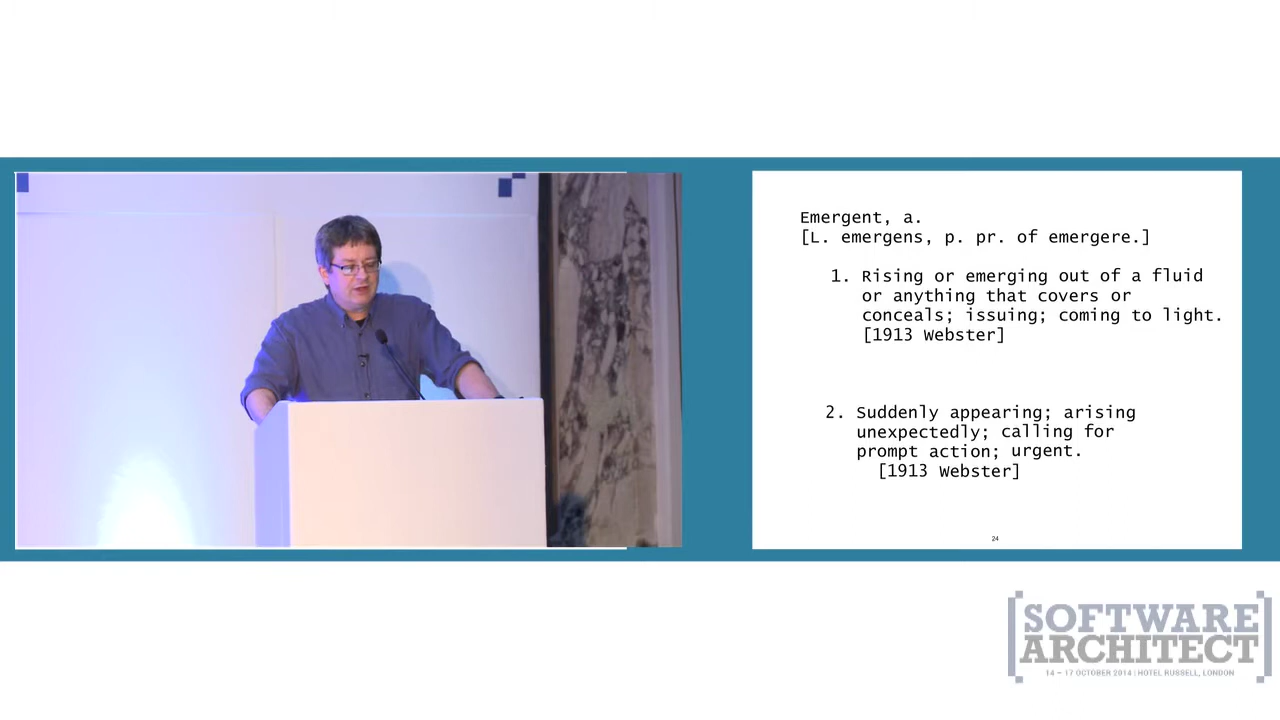 Emergent, a.
[L. emergens, p. pr. of emergere.]
1. Rising or emerging out of a fluid
or anything that covers or
conceals; issuing; coming to light.
[1913 Webster]
2. Suddenly appearing; arising
unexpectedly; calling for
prompt action; urgent.
[1913 Webster]
24
[SOFTWARE
ARCHITECT]
14 – 17 OCTOBER 2014 | HOTEL RUSSELL, LONDON